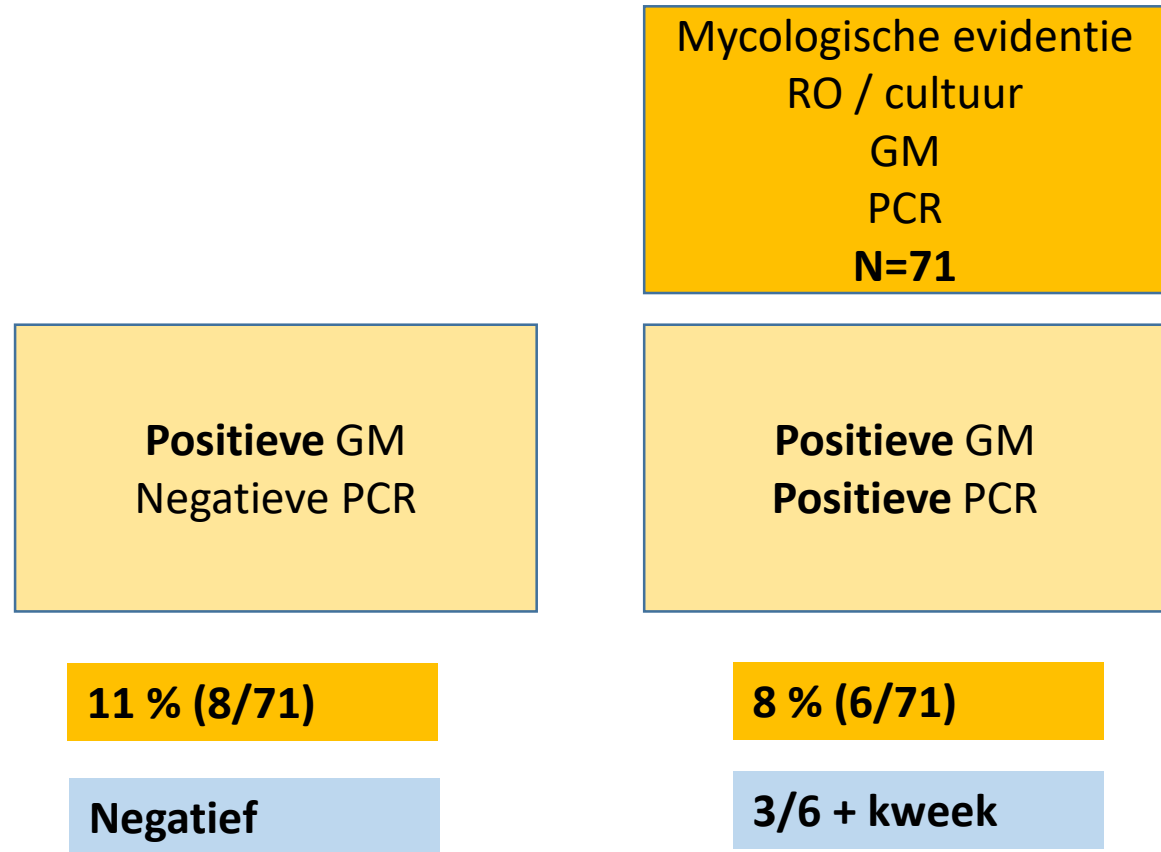 Mycologische evidentie
RO / cultuur
GM
PCR
N=71
Positieve GM
Negatieve PCR
Positieve GM
Positieve PCR
11 % (8/71)
8 % (6/71)
Negatief
3/6 + kweek